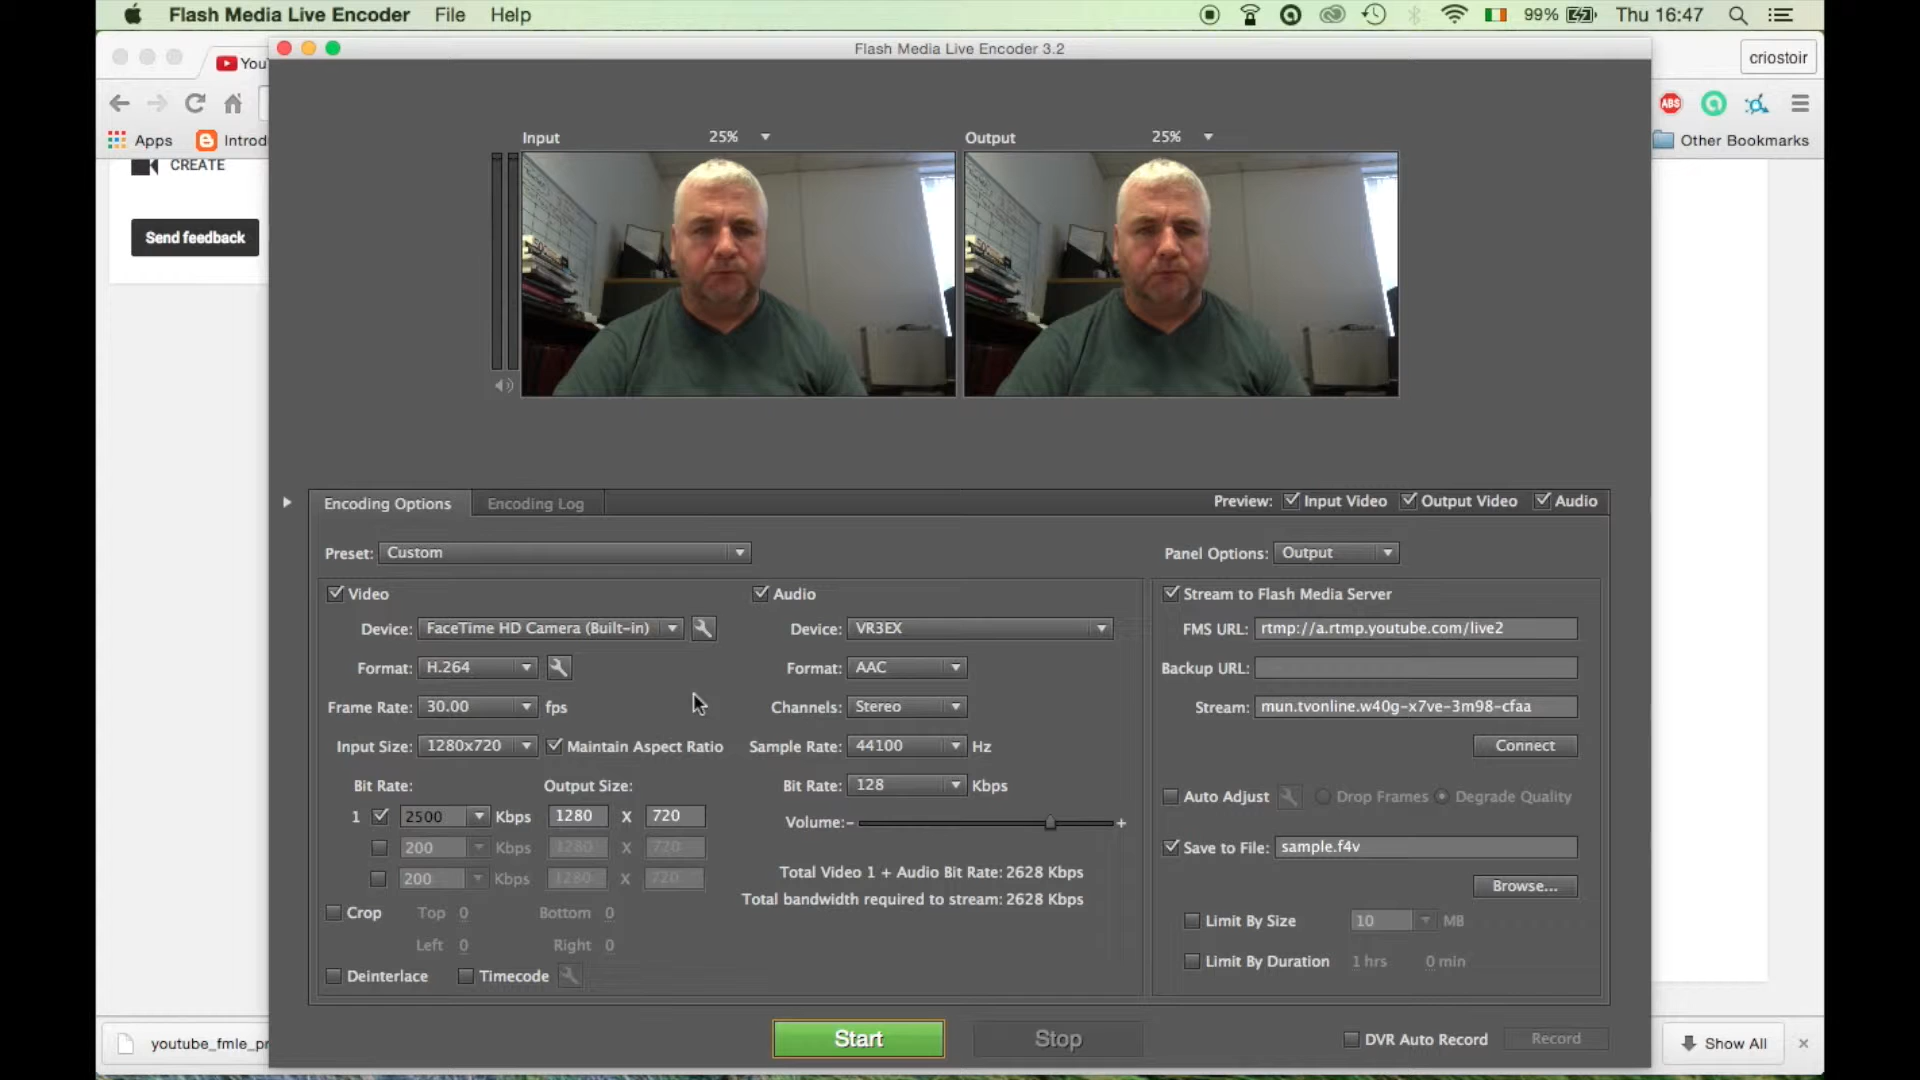 Flash Media Live Encoder File Help 99% Thu 16:47
Flash Media Live Encoder 3.2
You
criostoir
ABS
Apps Introd
Other Bookmarks
CREATE
Send feedback
Input 25% Output 25%
Encoding Options Encoding Log Preview: Input Video Output Video Audio
Preset: Custom Panel Options: Output
Video Audio Stream to Flash Media Server
Device: FaceTime HD Camera (Built-in) Device: VR3EX FMS URL: rtmp://a.rtmp.youtube.com/live2
Format: H.264 Format: AAC Backup URL:
Frame Rate: 30.00 fps Channels: Stereo Stream: mun.tvonline.w40g-x7ve-3m98-cfaa
Input Size: 1280x720 Maintain Aspect Ratio Sample Rate: 44100 Hz Connect
Bit Rate: Output Size: Bit Rate: 128 Kbps Auto Adjust Drop Frames Degrade Quality
1 2500 Kbps 1280 X 720 Volume: - +
200 Kbps 1280 X 720 Save to File: sample.f4v
200 Kbps 1280 X 720 Total Video 1 + Audio Bit Rate: 2628 Kbps Browse...
Total bandwidth required to stream: 2628 Kbps
Crop Top 0 Bottom 0 Limit By Size 10 MB
Left 0 Right 0
Deinterlace Timecode Limit By Duration 1 hrs 0 min
Start Stop DVR Auto Record Record
youtube_fmle_pr Show All